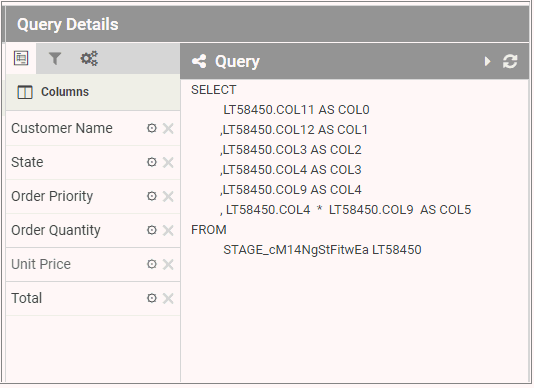 Query Details
Columns
Customer Name
State
Order Priority
Order Quantity
Unit Price
Total
Query
SELECT
LT58450.COL11 AS COL0
,LT58450.COL12 AS COL1
,LT58450.COL3 AS COL2
,LT58450.COL4 AS COL3
,LT58450.COL9 AS COL4
, LT58450.COL4 * LT58450.COL9 AS COL5
FROM
STAGE_cM14NgStFitwEa LT58450